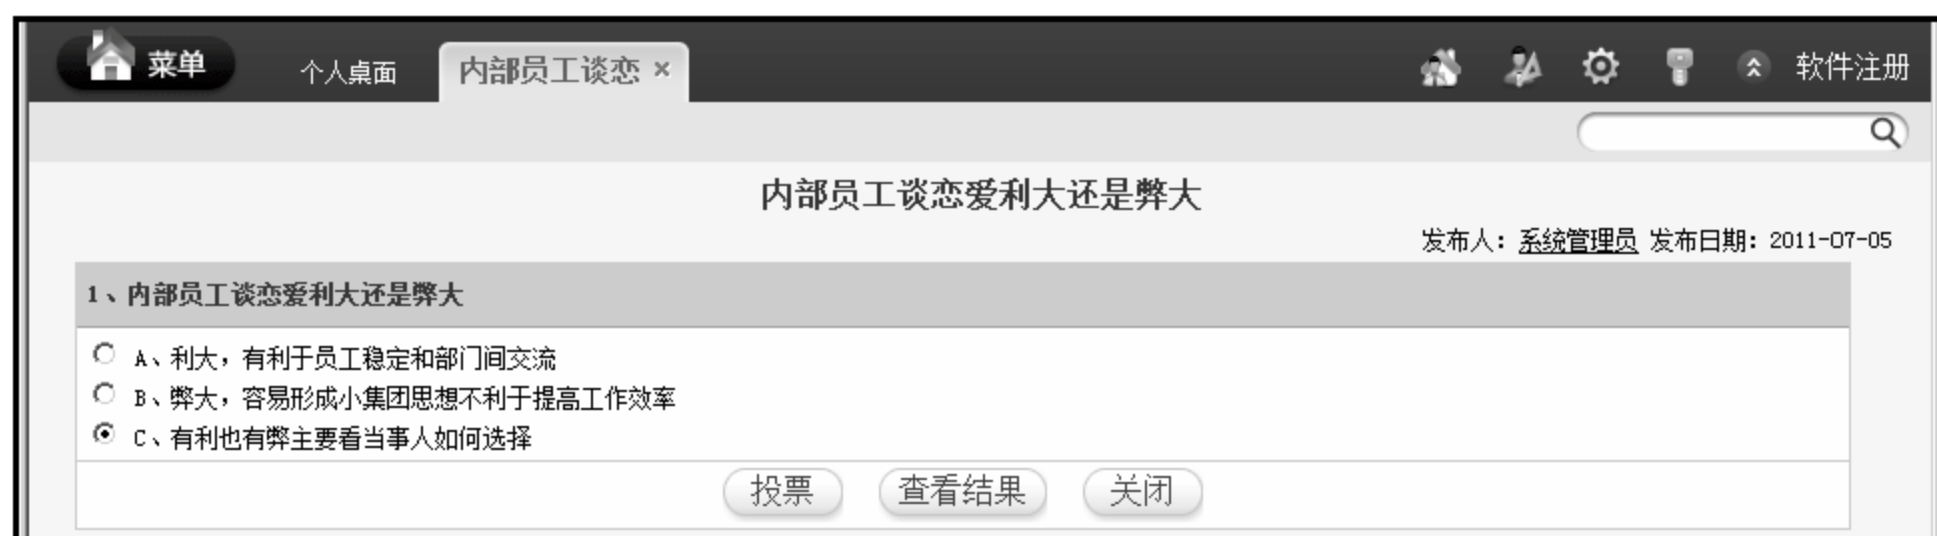 菜单 个人桌面 内部员工谈恋 × 软件注册
内部员工谈恋爱利大还是弊大
发布人：系统管理员 发布日期：2011-07-05
1、内部员工谈恋爱利大还是弊大
A、利大，有利于员工稳定和部门间交流
B、弊大，容易形成小集团思想不利于提高工作效率
C、有利也有弊主要看当事人如何选择
投票 查看结果 关闭